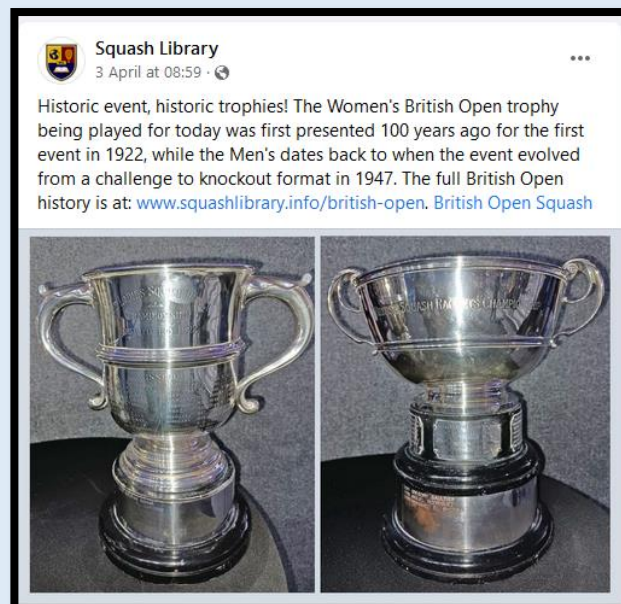 Squash Library
3 April at 08:59 ·
Historic event, historic trophies! The Women's British Open trophy
being played for today was first presented 100 years ago for the first
event in 1922, while the Men's dates back to when the event evolved
from a challenge to knockout format in 1947. The full British Open
history is at: www.squashlibrary.info/british-open. British Open Squash
SQUASH RACQUETS CHAMPIONSHIP